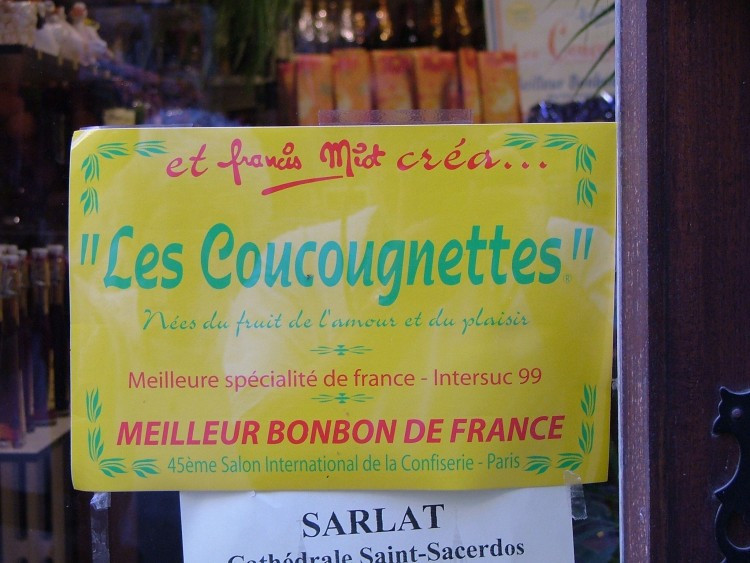 et francis Miot créa...
"Les Coucougnettes"®
Nées du fruit de l'amour et du plaisir
Meilleure spécialité de france - Intersuc 99
MEILLEUR BONBON DE FRANCE
45ème Salon International de la Confiserie - Paris
SARLAT
Cathédrale Saint-Sacerdos